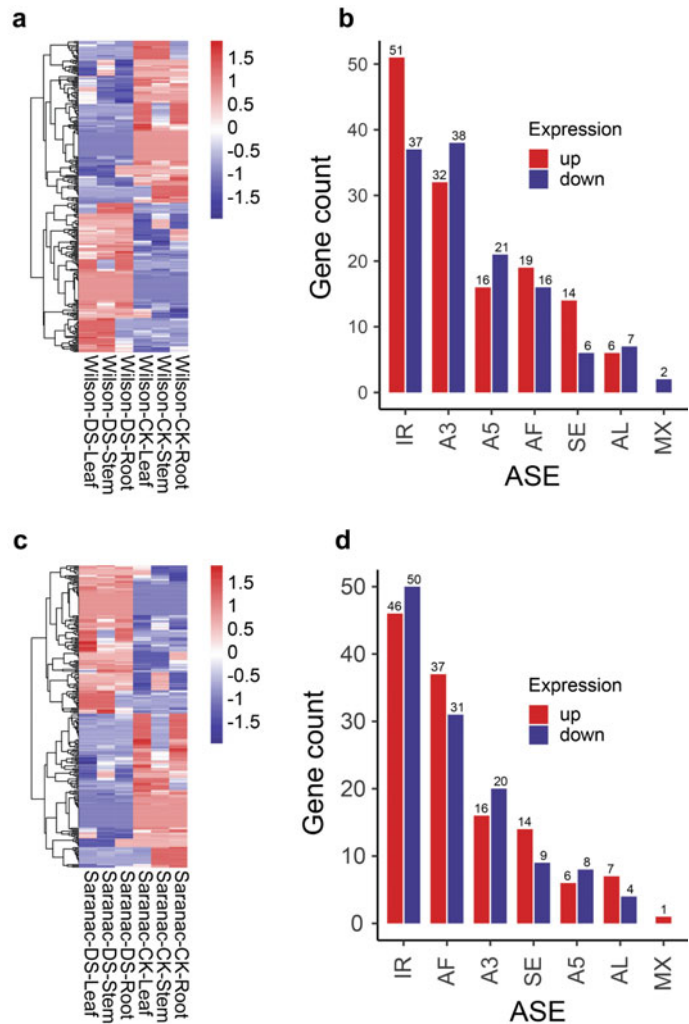 a
1.5
1
0.5
0
-0.5
-1
-1.5
Wilson-DS-Leaf
Wilson-DS-Stem
Wilson-DS-Root
Wilson-CK-Leaf
Wilson-CK-Stem
Wilson-CK-Root
b
Gene count
50
40
30
20
10
0
51
37
32
38
16
21
19
16
14
6
6
7
2
Expression
up
down
IR
A3
A5
AF
SE
AL
MX
ASE
c
1.5
1
0.5
0
-0.5
-1
-1.5
Saranac-DS-Leaf
Saranac-DS-Stem
Saranac-DS-Root
Saranac-CK-Leaf
Saranac-CK-Stem
Saranac-CK-Root
d
Gene count
50
40
30
20
10
0
46
50
37
31
16
20
14
9
6
8
7
4
1
Expression
up
down
IR
AF
A3
SE
A5
AL
MX
ASE